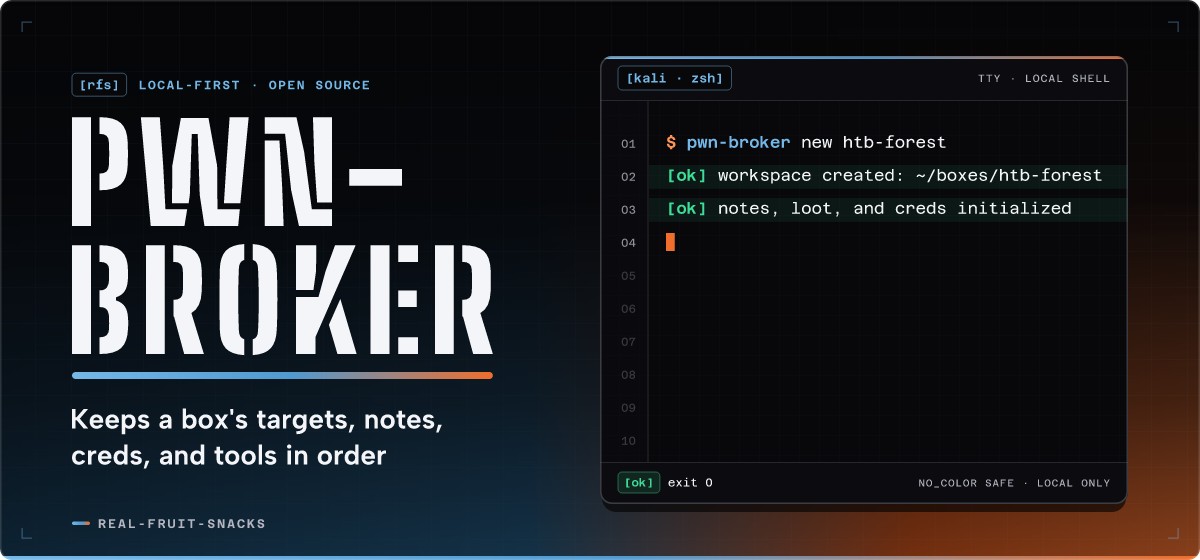 [rfs] LOCAL-FIRST · OPEN SOURCE
PWN-
BROKER
Keeps a box's targets, notes,
creds, and tools in order
REAL-FRUIT-SNACKS
[kali · zsh] TTY · LOCAL SHELL
01 $ pwn-broker new htb-forest
02 [ok] workspace created: ~/boxes/htb-forest
03 [ok] notes, loot, and creds initialized
04
05
06
07
08
09
10
[ok] exit 0 NO_COLOR SAFE · LOCAL ONLY